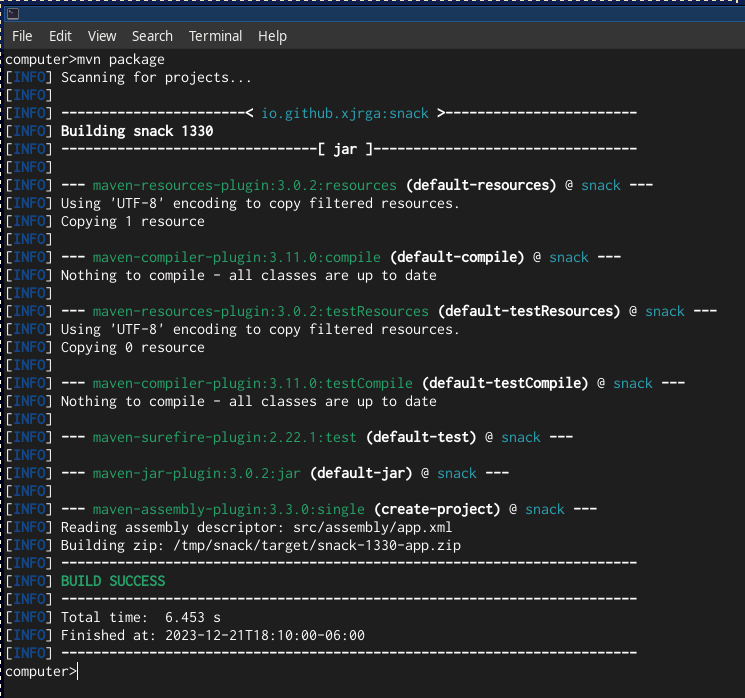 File Edit View Search Terminal Help
computer>mvn package
[INFO] Scanning for projects...
[INFO]
[INFO] -----------------------< io.github.xjrga:snack >------------------------
[INFO] Building snack 1330
[INFO] --------------------------------[ jar ]---------------------------------
[INFO]
[INFO] --- maven-resources-plugin:3.0.2:resources (default-resources) @ snack ---
[INFO] Using 'UTF-8' encoding to copy filtered resources.
[INFO] Copying 1 resource
[INFO]
[INFO] --- maven-compiler-plugin:3.11.0:compile (default-compile) @ snack ---
[INFO] Nothing to compile - all classes are up to date
[INFO]
[INFO] --- maven-resources-plugin:3.0.2:testResources (default-testResources) @ snack ---
[INFO] Using 'UTF-8' encoding to copy filtered resources.
[INFO] Copying 0 resource
[INFO]
[INFO] --- maven-compiler-plugin:3.11.0:testCompile (default-testCompile) @ snack ---
[INFO] Nothing to compile - all classes are up to date
[INFO]
[INFO] --- maven-surefire-plugin:2.22.1:test (default-test) @ snack ---
[INFO]
[INFO] --- maven-jar-plugin:3.0.2:jar (default-jar) @ snack ---
[INFO]
[INFO] --- maven-assembly-plugin:3.3.0:single (create-project) @ snack ---
[INFO] Reading assembly descriptor: src/assembly/app.xml
[INFO] Building zip: /tmp/snack/target/snack-1330-app.zip
[INFO] ------------------------------------------------------------------------
[INFO] BUILD SUCCESS
[INFO] ------------------------------------------------------------------------
[INFO] Total time:  6.453 s
[INFO] Finished at: 2023-12-21T18:10:00-06:00
[INFO] ------------------------------------------------------------------------
computer>